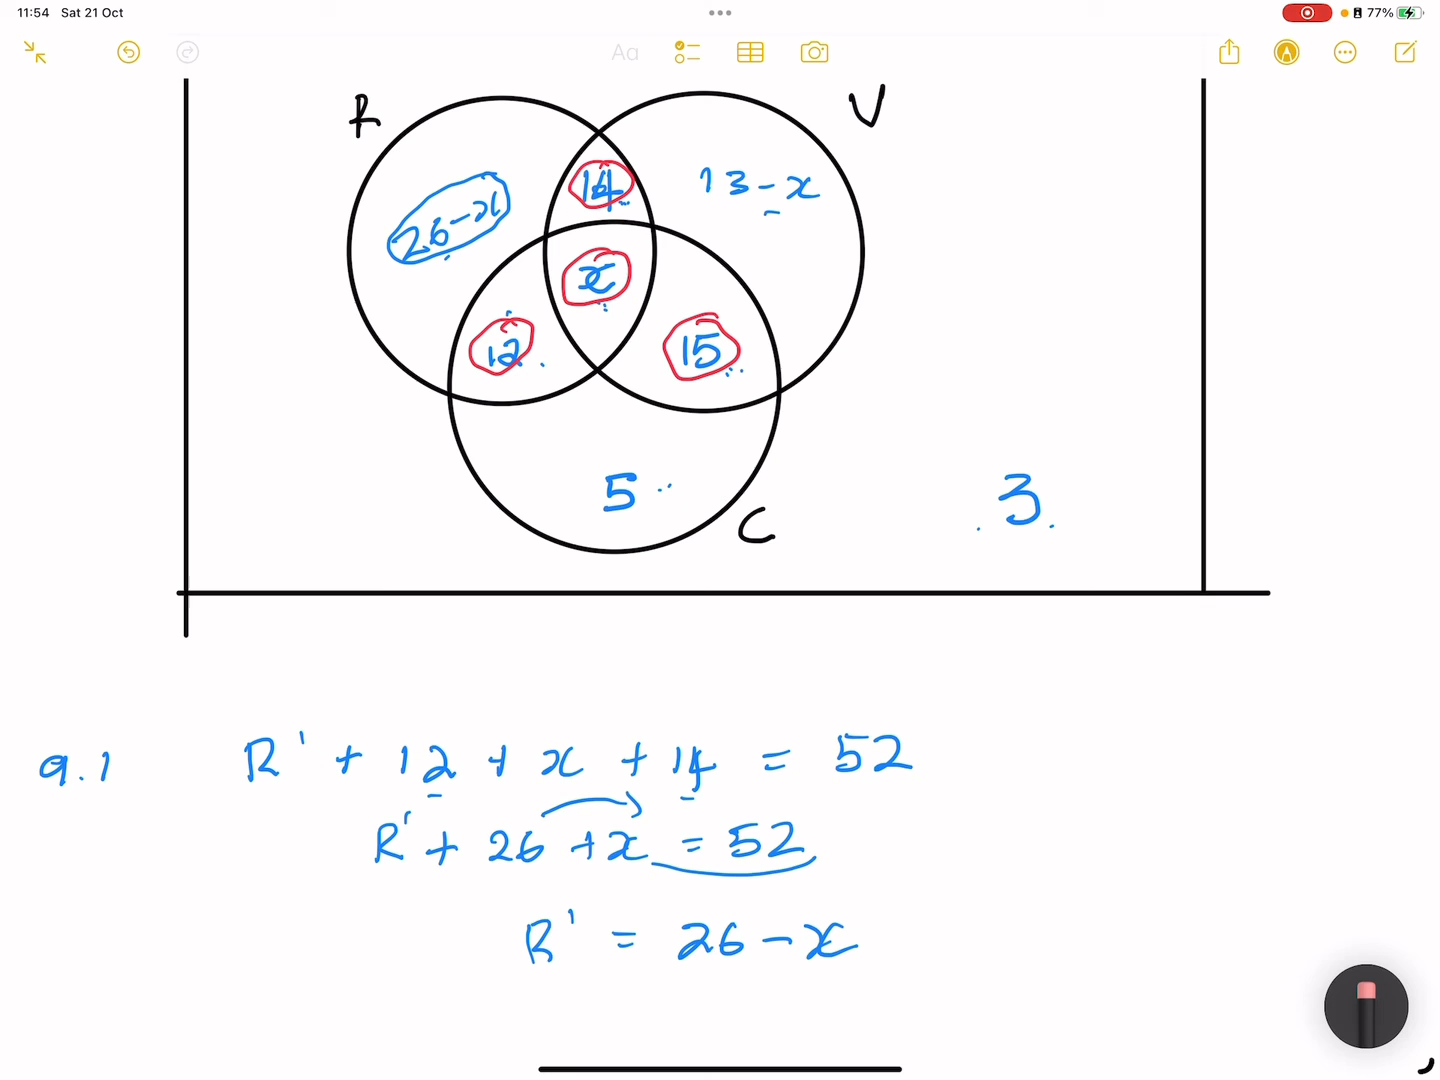 11:54 Sat 21 Oct
77%
Aa
R
V
14
13 - x
26 - x
x
12
15
5
3
C
9.1 R' + 12 + x + 14 = 52
R' + 26 + x = 52
R' = 26 - x